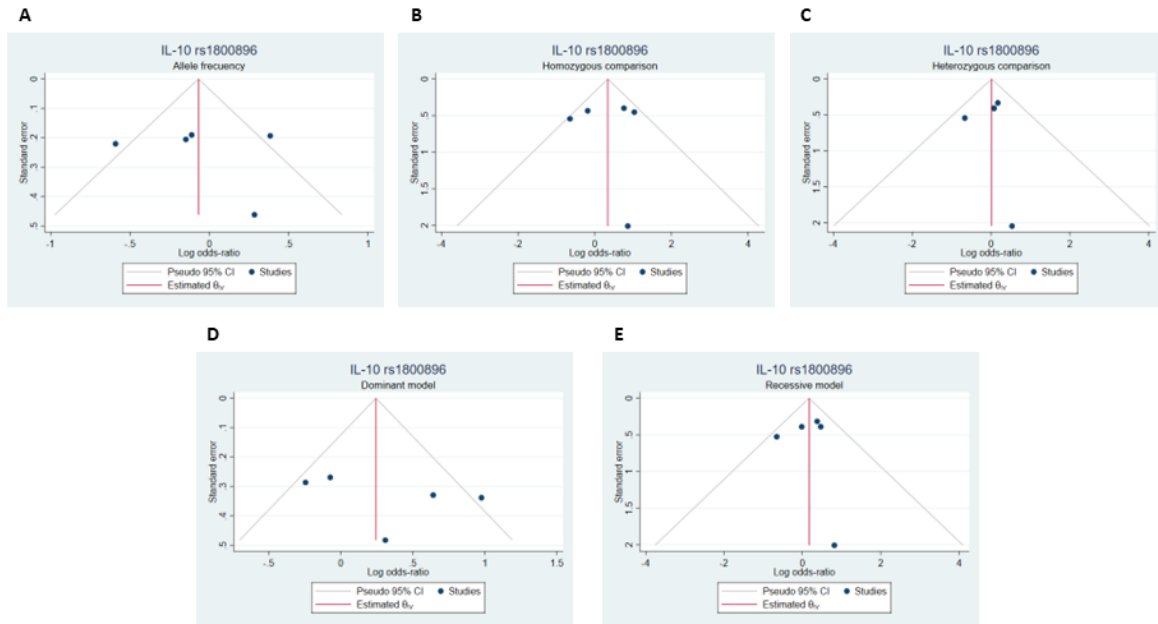 A
IL-10 rs1800896
Allele frecuency
Standard error
0
.1
.2
.3
.4
.5
-1
-.5
0
.5
1
Log odds-ratio
Pseudo 95% CI
Studies
Estimated θIV
B
IL-10 rs1800896
Homozygous comparison
Standard error
0
.5
1
1.5
2
-4
-2
0
2
4
Log odds-ratio
Pseudo 95% CI
Studies
Estimated θIV
C
IL-10 rs1800896
Heterozygous comparison
Standard error
0
.5
1
1.5
2
-4
-2
0
2
4
Log odds-ratio
Pseudo 95% CI
Studies
Estimated θIV
D
IL-10 rs1800896
Dominant model
Standard error
0
.1
.2
.3
.4
.5
-.5
0
.5
1
1.5
Log odds-ratio
Pseudo 95% CI
Studies
Estimated θIV
E
IL-10 rs1800896
Recessive model
Standard error
0
.5
1
1.5
2
-4
-2
0
2
4
Log odds-ratio
Pseudo 95% CI
Studies
Estimated θIV